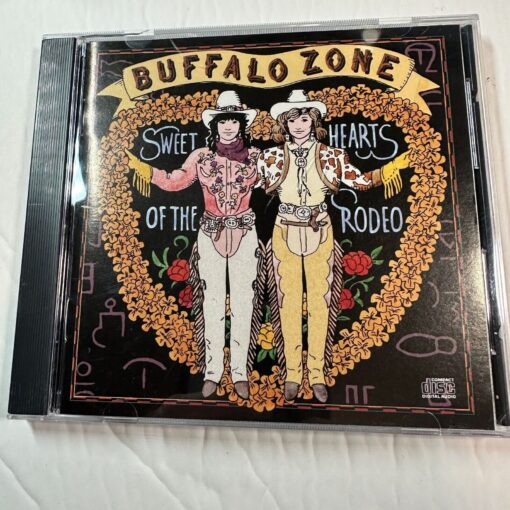 BUFFALO ZONE
SWEET HEARTS
OF THE RODEO
COMPACT
disc
DIGITAL AUDIO